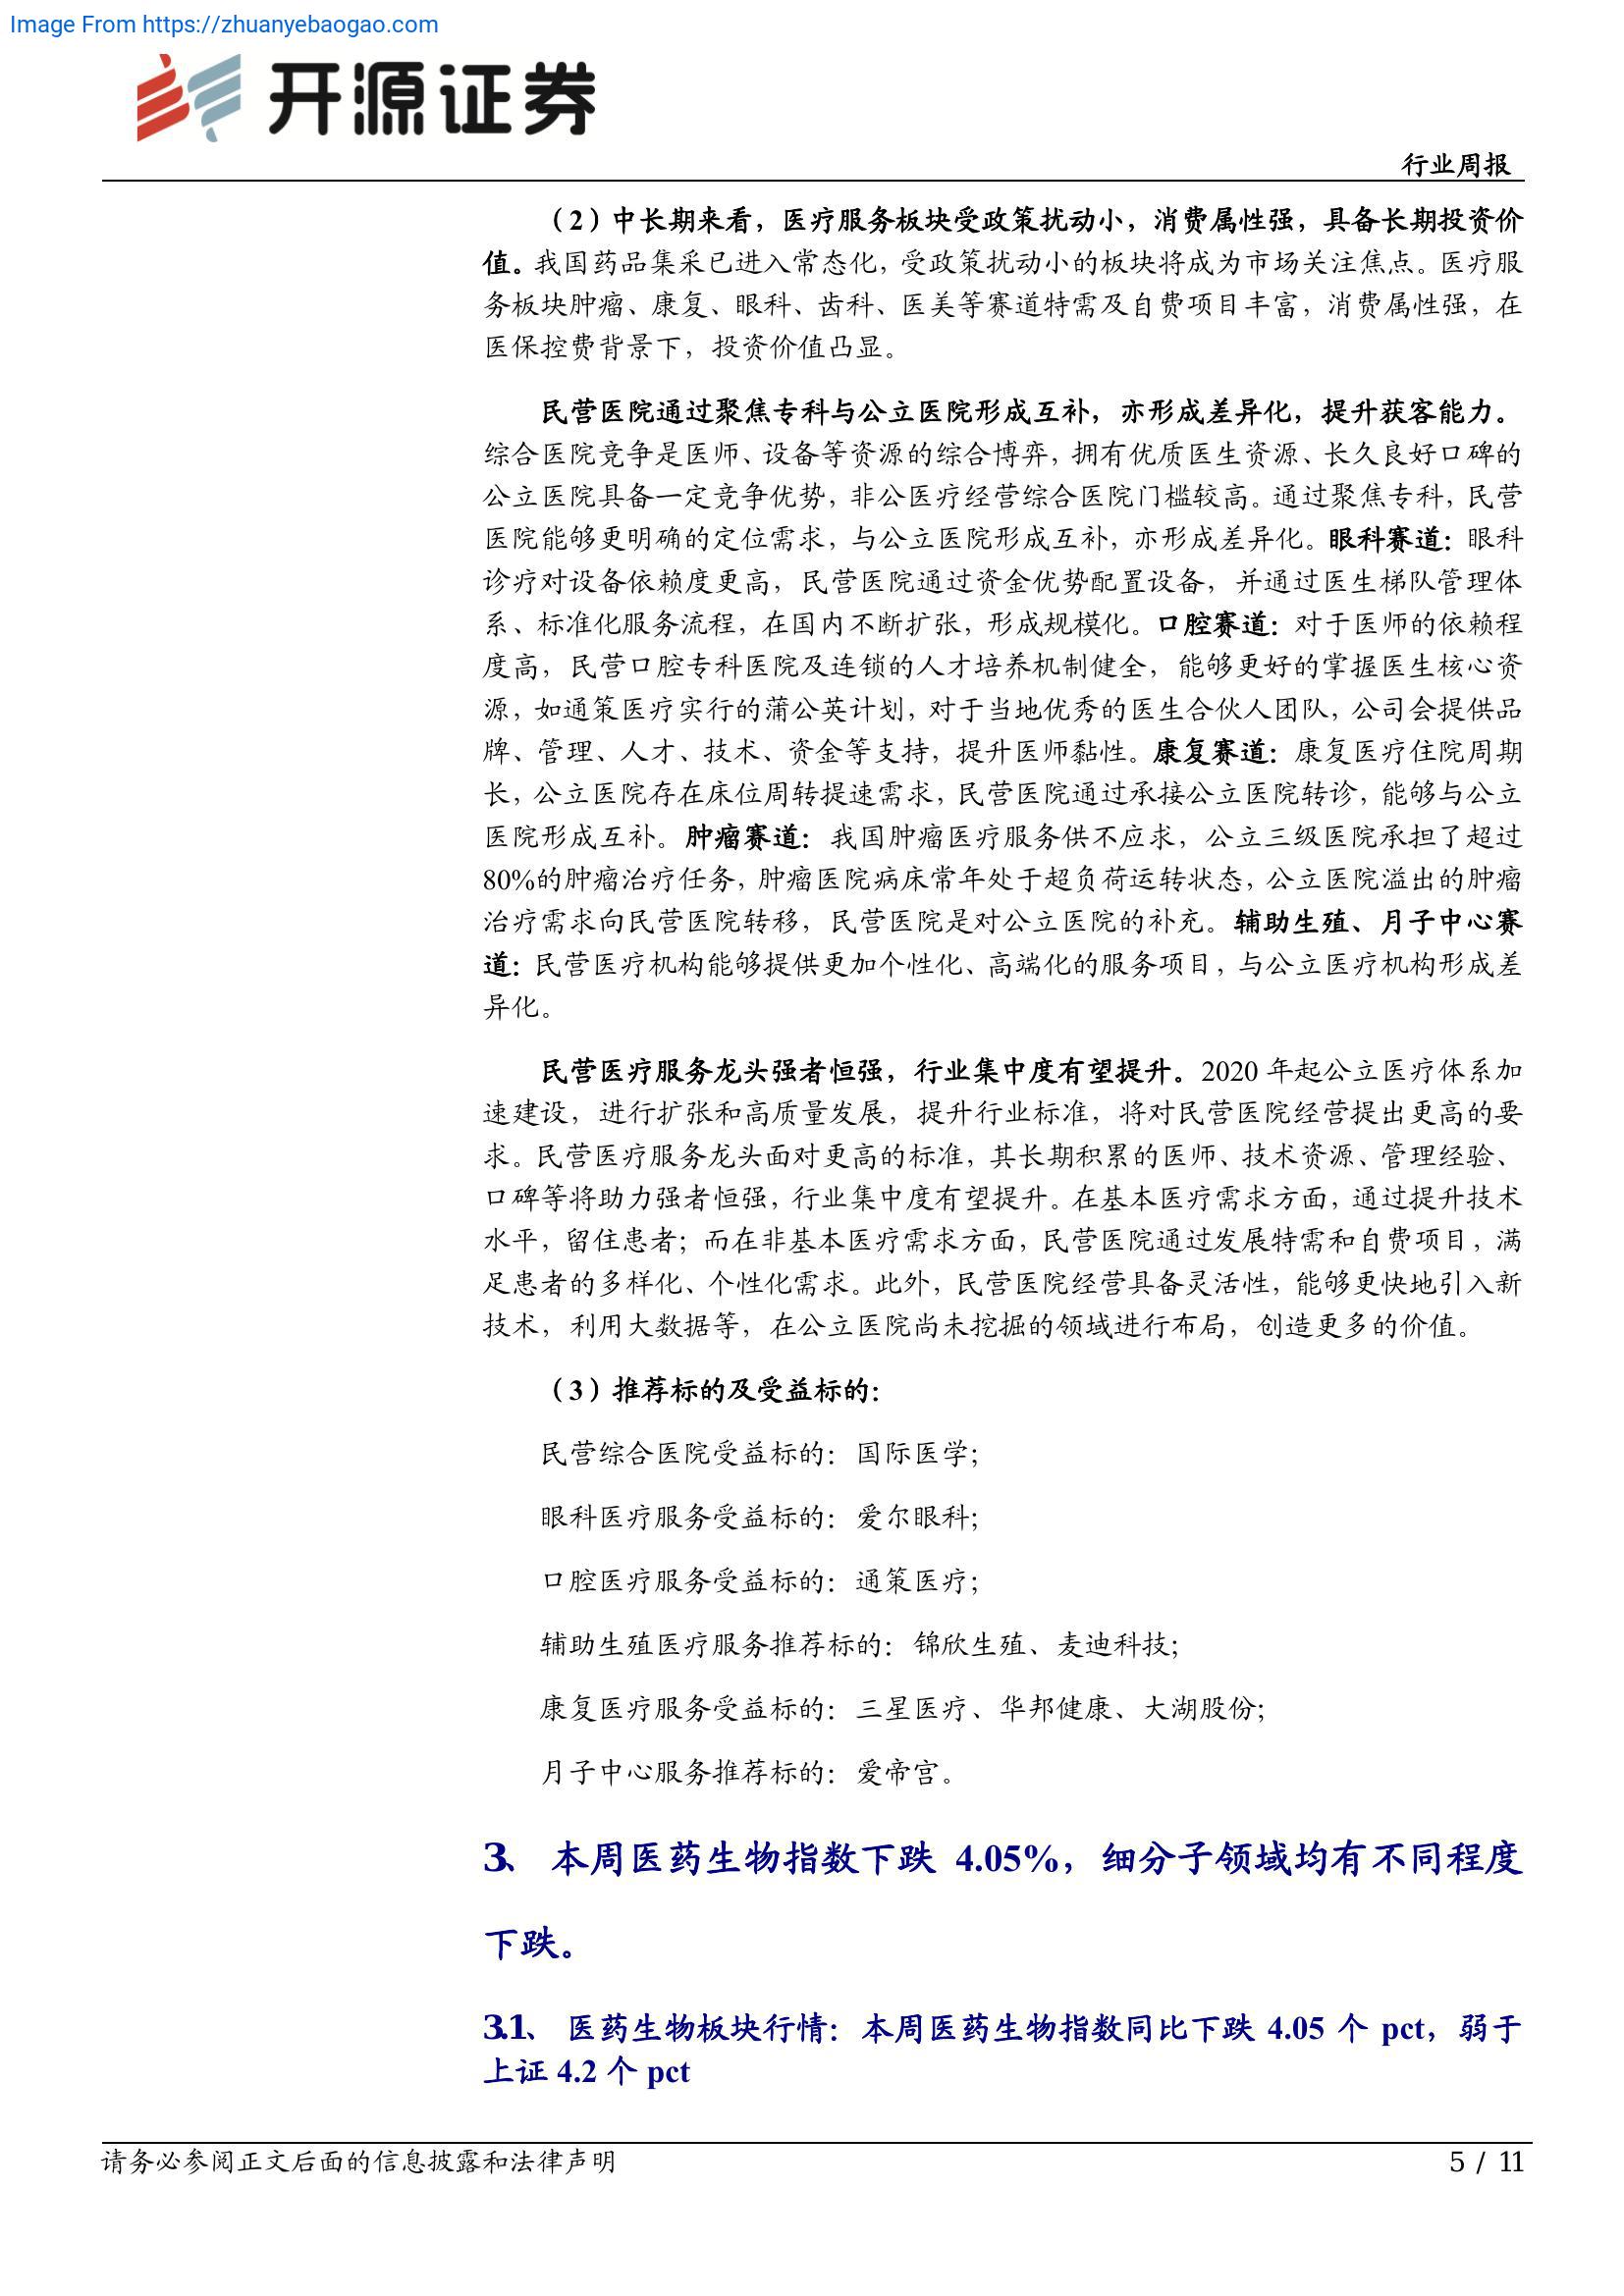 Image From https://zhuanyebaogao.com
开源证券
行业周报
（2）中长期来看，医疗服务板块受政策扰动小，消费属性强，具备长期投资价
值。我国药品集采已进入常态化，受政策扰动小的板块将成为市场关注焦点。医疗服
务板块肿瘤、康复、眼科、齿科、医美等赛道特需及自费项目丰富，消费属性强，在
医保控费背景下，投资价值凸显。
民营医院通过聚焦专科与公立医院形成互补，亦形成差异化，提升获客能力。
综合医院竞争是医师、设备等资源的综合博弈，拥有优质医生资源、长久良好口碑的
公立医院具备一定竞争优势，非公医疗经营综合医院门槛较高。通过聚焦专科，民营
医院能够更明确的定位需求，与公立医院形成互补，亦形成差异化。眼科赛道：眼科
诊疗对设备依赖度更高，民营医院通过资金优势配置设备，并通过医生梯队管理体
系、标准化服务流程，在国内不断扩张，形成规模化。口腔赛道：对于医师的依赖程
度高，民营口腔专科医院及连锁的人才培养机制健全，能够更好的掌握医生核心资
源，如通策医疗实行的蒲公英计划，对于当地优秀的医生合伙人团队，公司会提供品
牌、管理、人才、技术、资金等支持，提升医师黏性。康复赛道：康复医疗住院周期
长，公立医院存在床位周转提速需求，民营医院通过承接公立医院转诊，能够与公立
医院形成互补。肿瘤赛道：我国肿瘤医疗服务供不应求，公立三级医院承担了超过
80%的肿瘤治疗任务，肿瘤医院病床常年处于超负荷运转状态，公立医院溢出的肿瘤
治疗需求向民营医院转移，民营医院是对公立医院的补充。辅助生殖、月子中心赛
道：民营医疗机构能够提供更加个性化、高端化的服务项目，与公立医疗机构形成差
异化。
民营医疗服务龙头强者恒强，行业集中度有望提升。2020 年起公立医疗体系加
速建设，进行扩张和高质量发展，提升行业标准，将对民营医院经营提出更高的要
求。民营医疗服务龙头面对更高的标准，其长期积累的医师、技术资源、管理经验、
口碑等将助力强者恒强，行业集中度有望提升。在基本医疗需求方面，通过提升技术
水平，留住患者；而在非基本医疗需求方面，民营医院通过发展特需和自费项目，满
足患者的多样化、个性化需求。此外，民营医院经营具备灵活性，能够更快地引入新
技术，利用大数据等，在公立医院尚未挖掘的领域进行布局，创造更多的价值。
（3）推荐标的及受益标的：
民营综合医院受益标的：国际医学；
眼科医疗服务受益标的：爱尔眼科；
口腔医疗服务受益标的：通策医疗；
辅助生殖医疗服务推荐标的：锦欣生殖、麦迪科技；
康复医疗服务受益标的：三星医疗、华邦健康、大湖股份；
月子中心服务推荐标的：爱帝宫。
3、 本周医药生物指数下跌 4.05%，细分子领域均有不同程度
下跌。
3.1、 医药生物板块行情：本周医药生物指数同比下跌 4.05 个 pct，弱于
上证 4.2 个 pct
请务必参阅正文后面的信息披露和法律声明
5 / 11